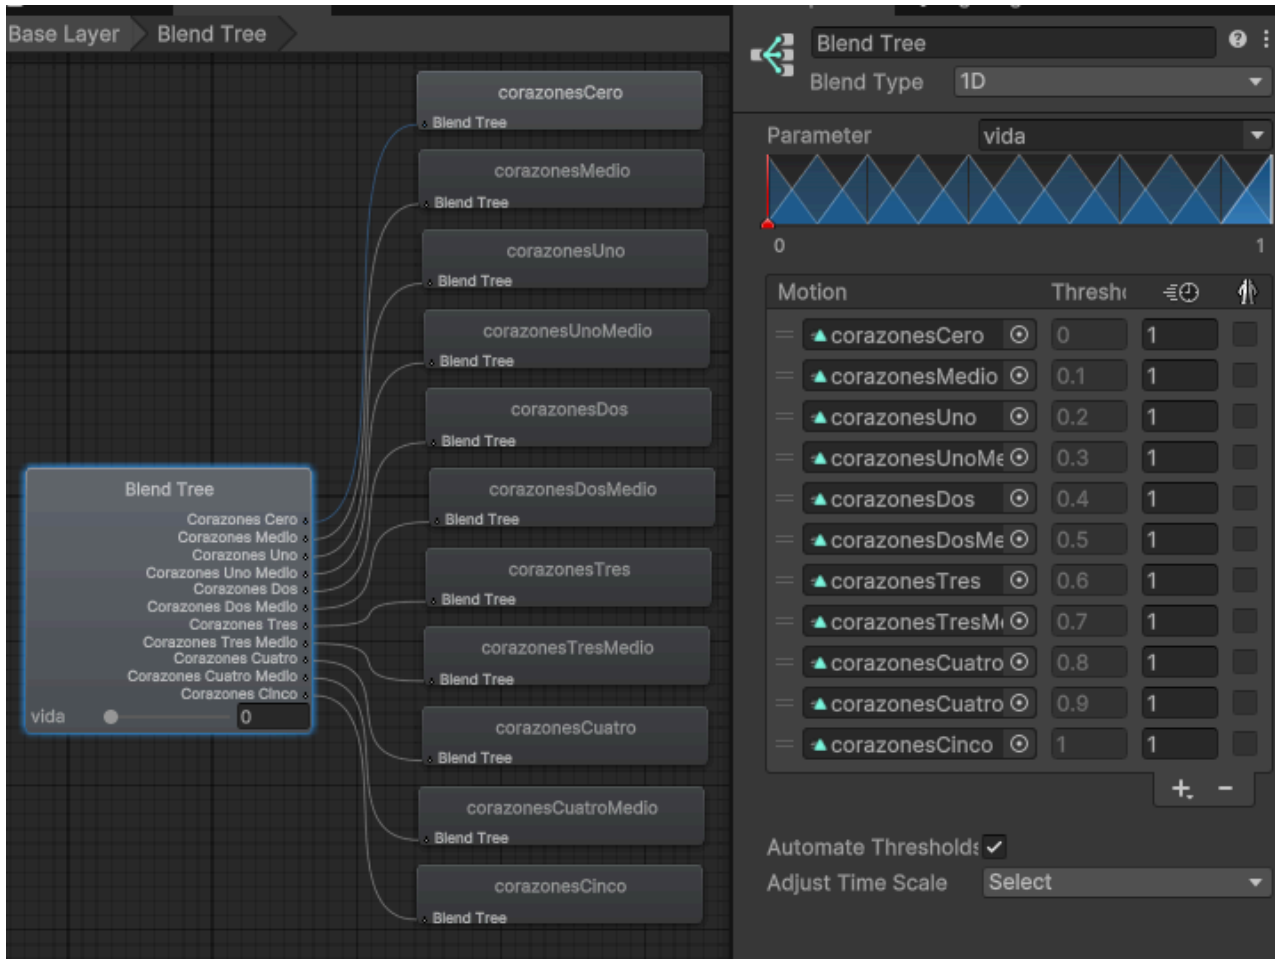 Base Layer
Blend Tree
corazonesCero
Blend Tree
corazonesMedio
Blend Tree
corazonesUno
Blend Tree
corazonesUnoMedio
Blend Tree
corazonesDos
Blend Tree
corazonesDosMedio
Blend Tree
corazonesTres
Blend Tree
corazonesTresMedio
Blend Tree
corazonesCuatro
Blend Tree
corazonesCuatroMedio
Blend Tree
corazonesCinco
Blend Tree
Blend Tree
Corazones Cero
Corazones Medio
Corazones Uno
Corazones Uno Medio
Corazones Dos
Corazones Dos Medio
Corazones Tres
Corazones Tres Medio
Corazones Cuatro
Corazones Cuatro Medio
Corazones Cinco
vida 0
Blend Tree
Blend Type 1D
Parameter vida
0 1
Motion Thresh
corazonesCero 0 1
corazonesMedio 0.1 1
corazonesUno 0.2 1
corazonesUnoMe 0.3 1
corazonesDos 0.4 1
corazonesDosMe 0.5 1
corazonesTres 0.6 1
corazonesTresM 0.7 1
corazonesCuatro 0.8 1
corazonesCuatro 0.9 1
corazonesCinco 1 1
+ −
Automate Thresholds
Adjust Time Scale Select